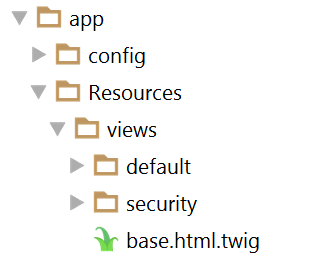 app
config
Resources
views
default
security
base.html.twig